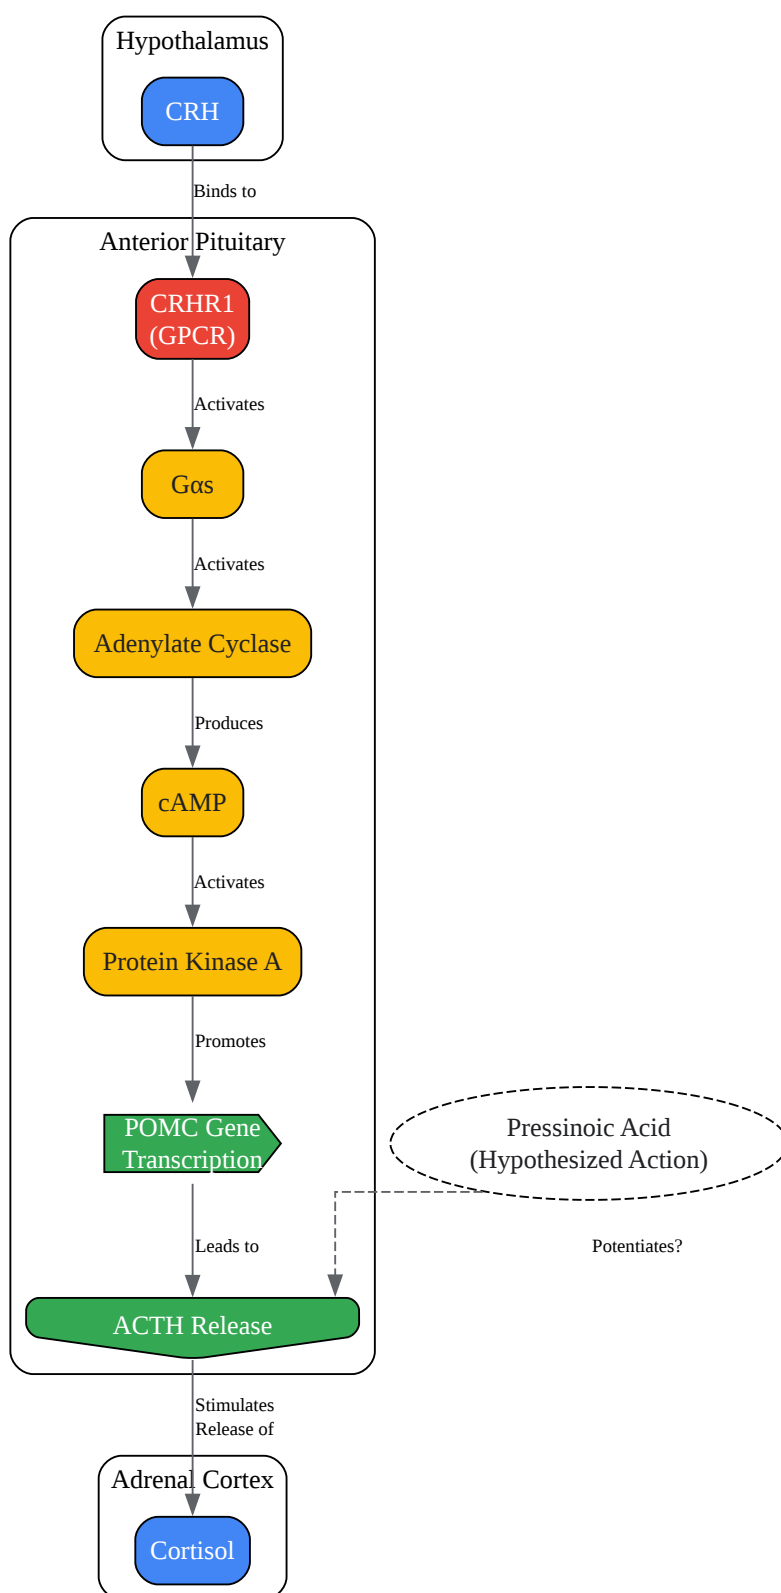 Hypothalamus
CRH
Binds to
Anterior Pituitary
CRHR1
(GPCR)
Activates
Gαs
Activates
Adenylate Cyclase
Produces
cAMP
Activates
Protein Kinase A
Promotes
POMC Gene
Transcription
Pressinoic Acid
(Hypothesized Action)
Leads to
Potentiates?
ACTH Release
Stimulates
Release of
Adrenal Cortex
Cortisol